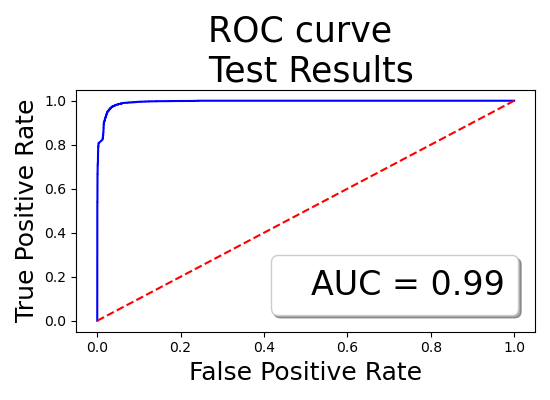 ROC curve
Test Results
True Positive Rate
1.0
0.8
0.6
0.4
0.2
0.0
AUC = 0.99
0.0 0.2 0.4 0.6 0.8 1.0
False Positive Rate